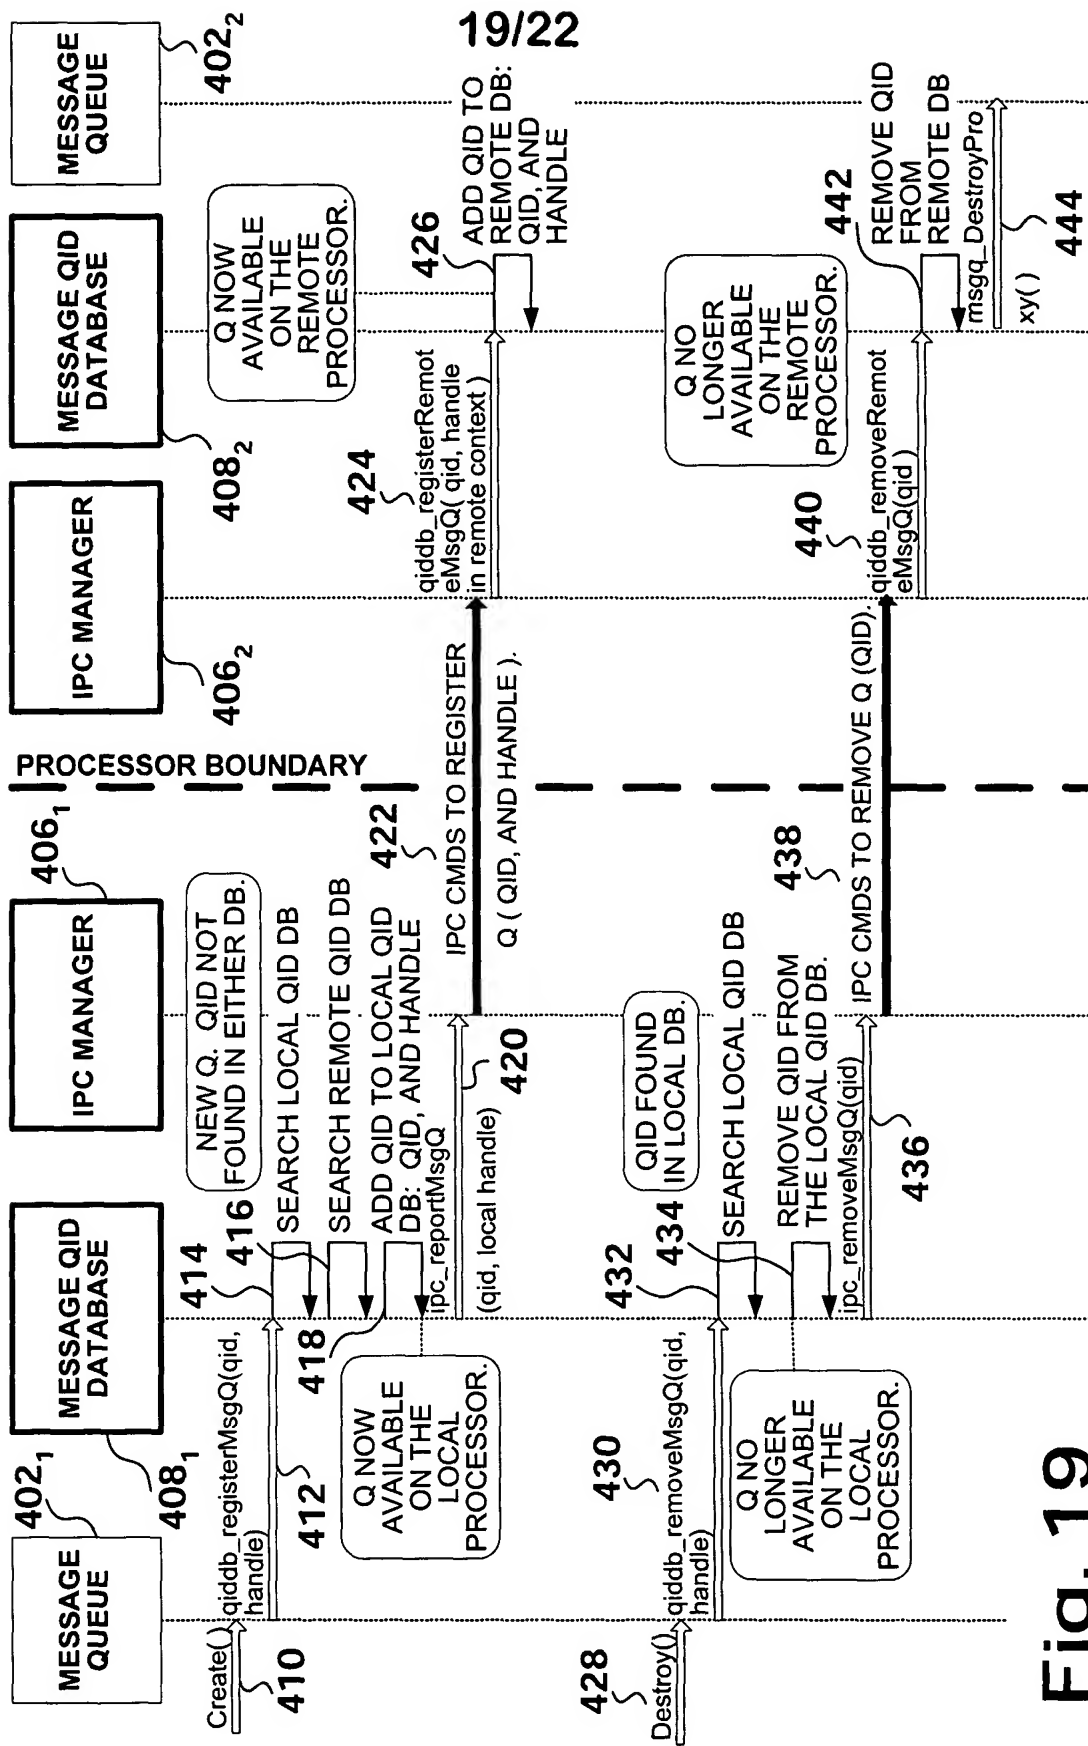 19/22
MESSAGE
QUEUE
402₁
MESSAGE QID
DATABASE
408₁
IPC MANAGER
406₁
PROCESSOR BOUNDARY
IPC MANAGER
406₂
MESSAGE QID
DATABASE
408₂
MESSAGE
QUEUE
402₂
Create()
410
qiddb_registerMsgQ(qid,
handle)
412
414
NEW Q. QID NOT
FOUND IN EITHER DB.
SEARCH LOCAL QID DB
416
SEARCH REMOTE QID DB
418
ADD QID TO LOCAL QID
DB: QID, AND HANDLE
Q NOW
AVAILABLE
ON THE
LOCAL
PROCESSOR.
ipc_reportMsgQ
(qid, local handle)
420
422
IPC CMDS TO REGISTER
Q ( QID, AND HANDLE ).
424
qiddb_registerRemot
eMsgQ( qid, handle
in remote context )
Q NOW
AVAILABLE
ON THE
REMOTE
PROCESSOR.
426
ADD QID TO
REMOTE DB:
QID, AND
HANDLE
Destroy()
428
qiddb_removeMsgQ(qid,
handle)
430
432
QID FOUND
IN LOCAL DB.
SEARCH LOCAL QID DB
434
REMOVE QID FROM
THE LOCAL QID DB.
Q NO
LONGER
AVAILABLE
ON THE
LOCAL
PROCESSOR.
ipc_removeMsgQ(qid)
436
438
IPC CMDS TO REMOVE Q (QID).
440
qiddb_removeRemot
eMsgQ(qid )
Q NO
LONGER
AVAILABLE
ON THE
REMOTE
PROCESSOR.
442
REMOVE QID
FROM
REMOTE DB
msgq_DestroyPro
xy( )
444
Fig. 19